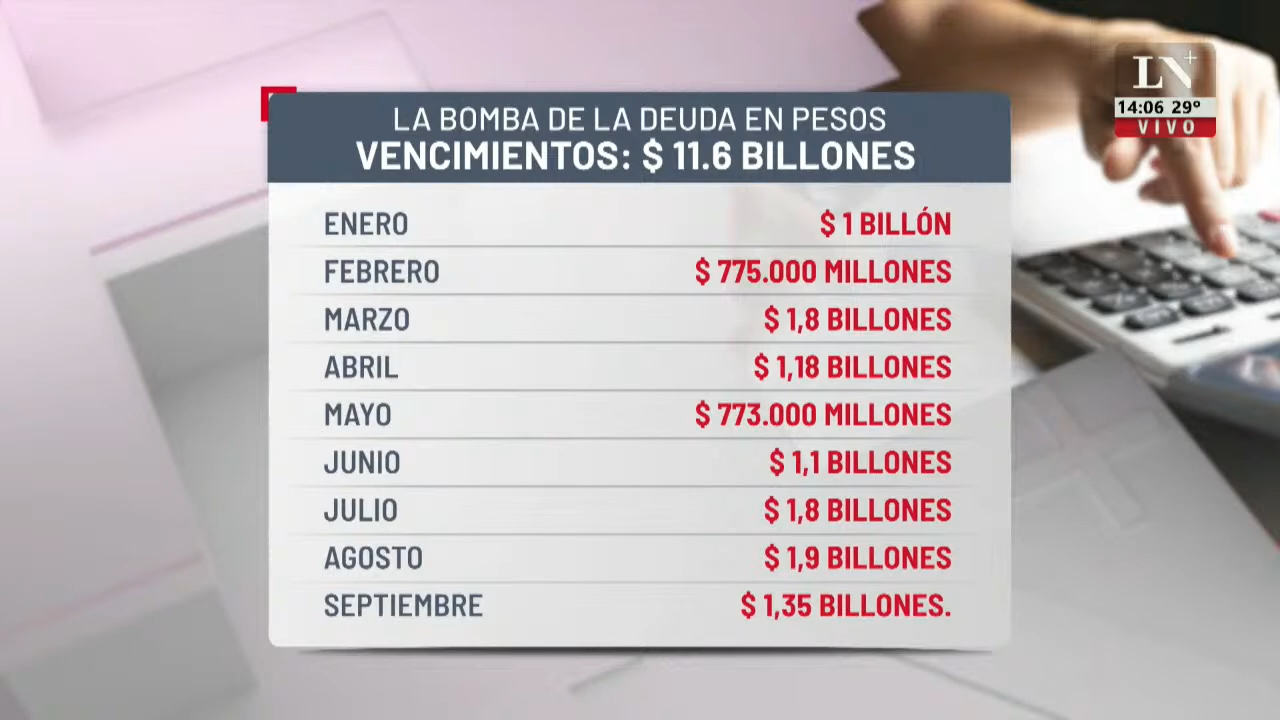 LN+
14:06 29°
VIVO
LA BOMBA DE LA DEUDA EN PESOS
VENCIMIENTOS: $ 11.6 BILLONES
ENERO $ 1 BILLÓN
FEBRERO $ 775.000 MILLONES
MARZO $ 1,8 BILLONES
ABRIL $ 1,18 BILLONES
MAYO $ 773.000 MILLONES
JUNIO $ 1,1 BILLONES
JULIO $ 1,8 BILLONES
AGOSTO $ 1,9 BILLONES
SEPTIEMBRE $ 1,35 BILLONES.